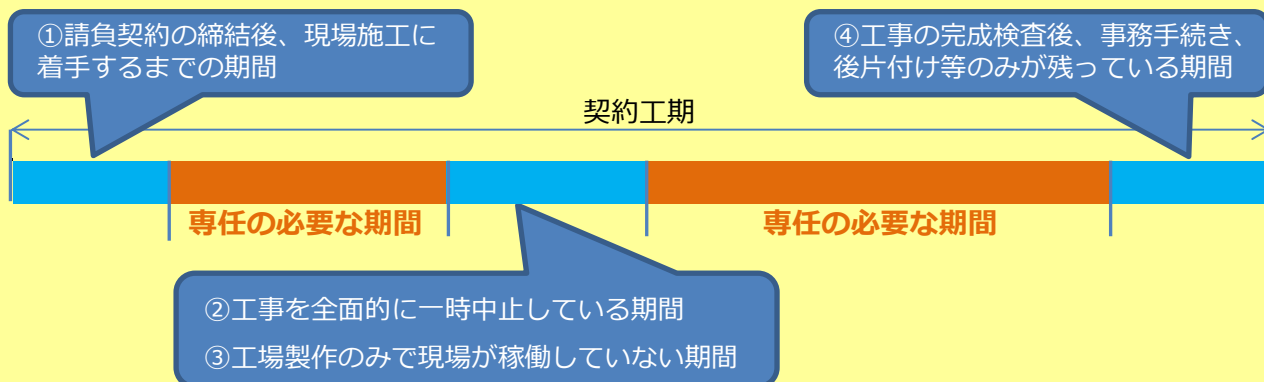 ①請負契約の締結後、現場施工に
着手するまでの期間
④工事の完成検査後、事務手続き、
後片付け等のみが残っている期間
契約工期
専任の必要な期間
専任の必要な期間
②工事を全面的に一時中止している期間
③工場製作のみで現場が稼働していない期間